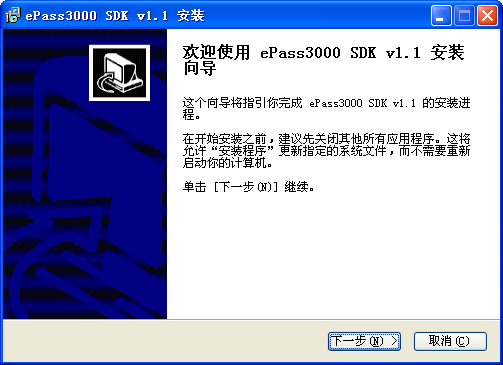 ePass3000 SDK v1.1 安装
欢迎使用 ePass3000 SDK v1.1 安装
向导
这个向导将指引你完成 ePass3000 SDK v1.1 的安装进
程。
在开始安装之前，建议先关闭其他所有应用程序。这将
允许“安装程序”更新指定的系统文件，而不需要重新
启动你的计算机。
单击 [下一步(N)] 继续。
下一步(N) >
取消(C)